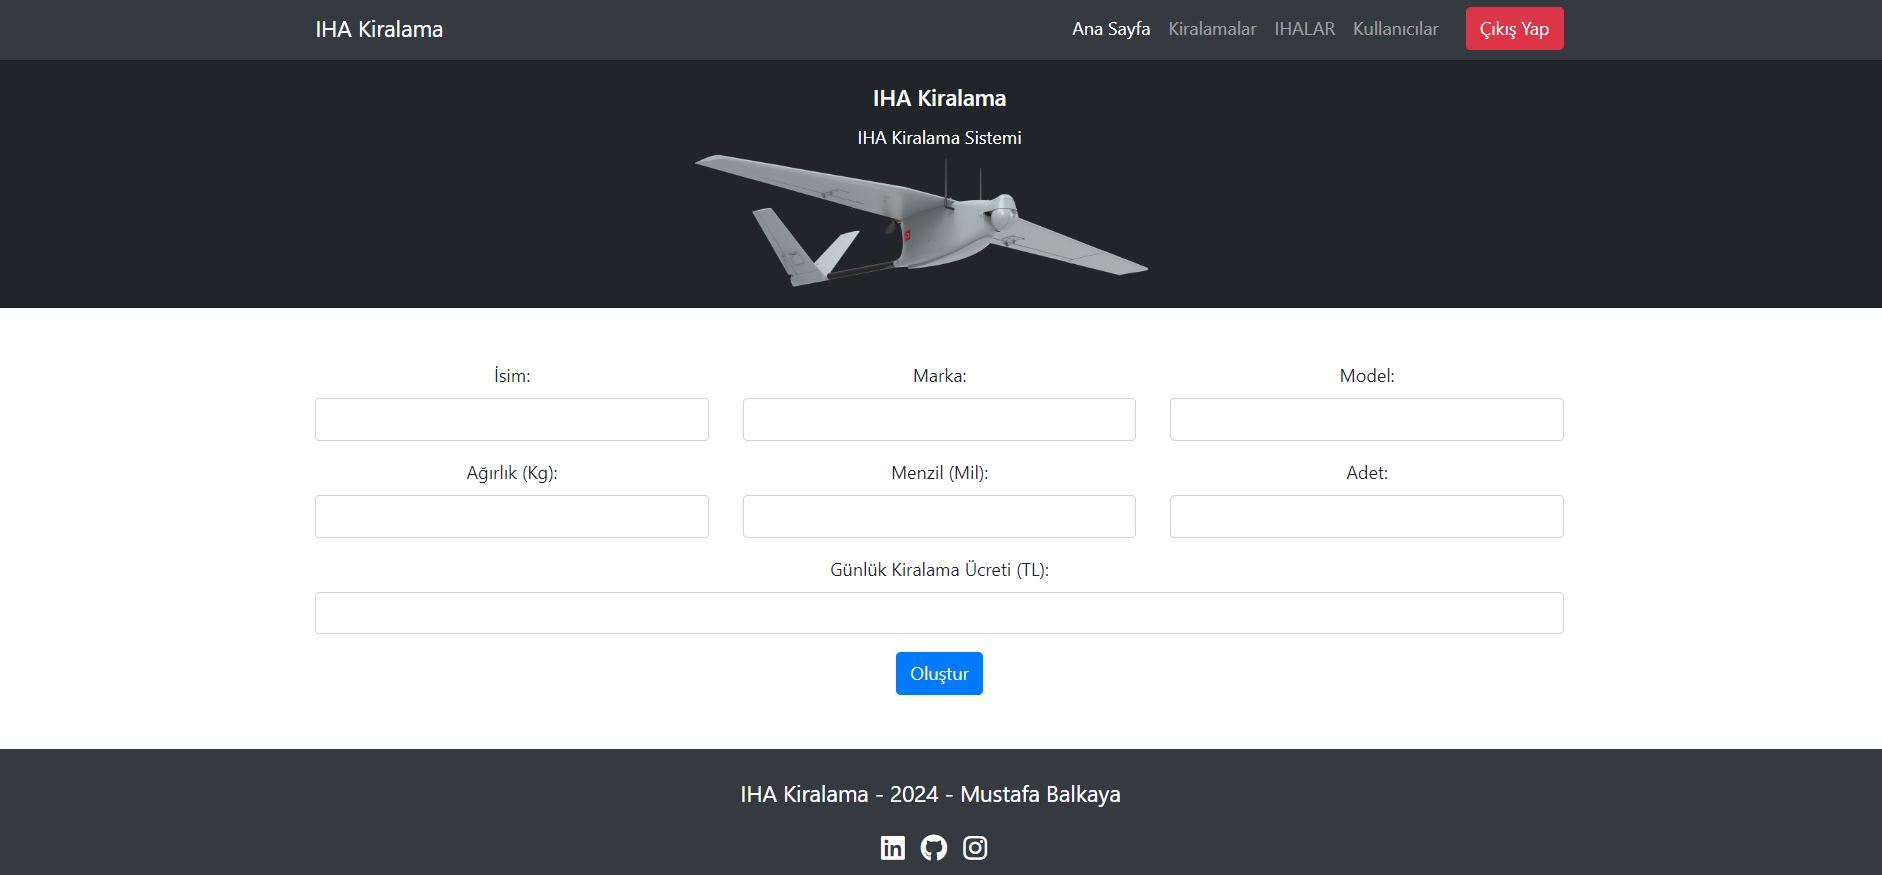 IHA Kiralama
Ana Sayfa Kiralamalar IHALAR Kullanıcılar Çıkış Yap
IHA Kiralama
IHA Kiralama Sistemi
İsim: Marka: Model:
Ağırlık (Kg): Menzil (Mil): Adet:
Günlük Kiralama Ücreti (TL):
Oluştur
IHA Kiralama - 2024 - Mustafa Balkaya